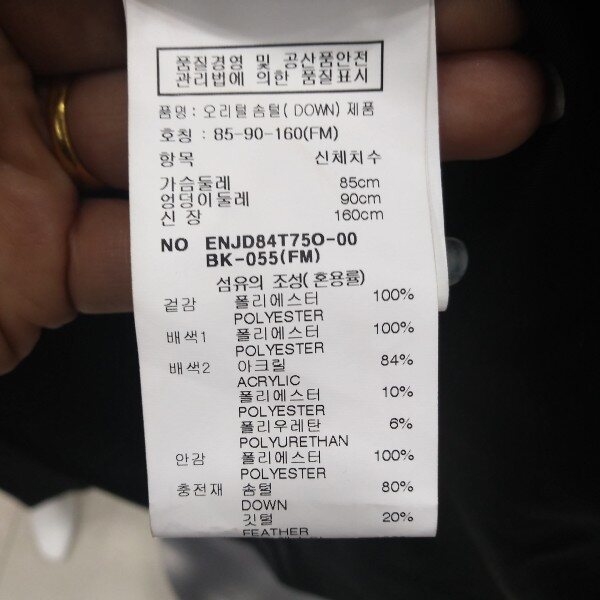 품질경영 및 공산품안전
관리법에 의한 품질표시
품명: 오리털 솜털( DOWN) 제품
호칭 : 85-90-160(FM)
항목 신체치수
가슴둘레 85cm
엉덩이둘레 90cm
신 장 160cm
NO ENJD84T75O-00
BK-055(FM)
섬유의 조성( 혼용률)
겉감 폴리에스터 100%
POLYESTER
배색1 폴리에스터 100%
POLYESTER
배색2 아크릴 84%
ACRYLIC
폴리에스터 10%
POLYESTER
폴리우레탄 6%
POLYURETHAN
안감 폴리에스터 100%
POLYESTER
충전재 솜털 80%
DOWN
깃털 20%
FEATHER